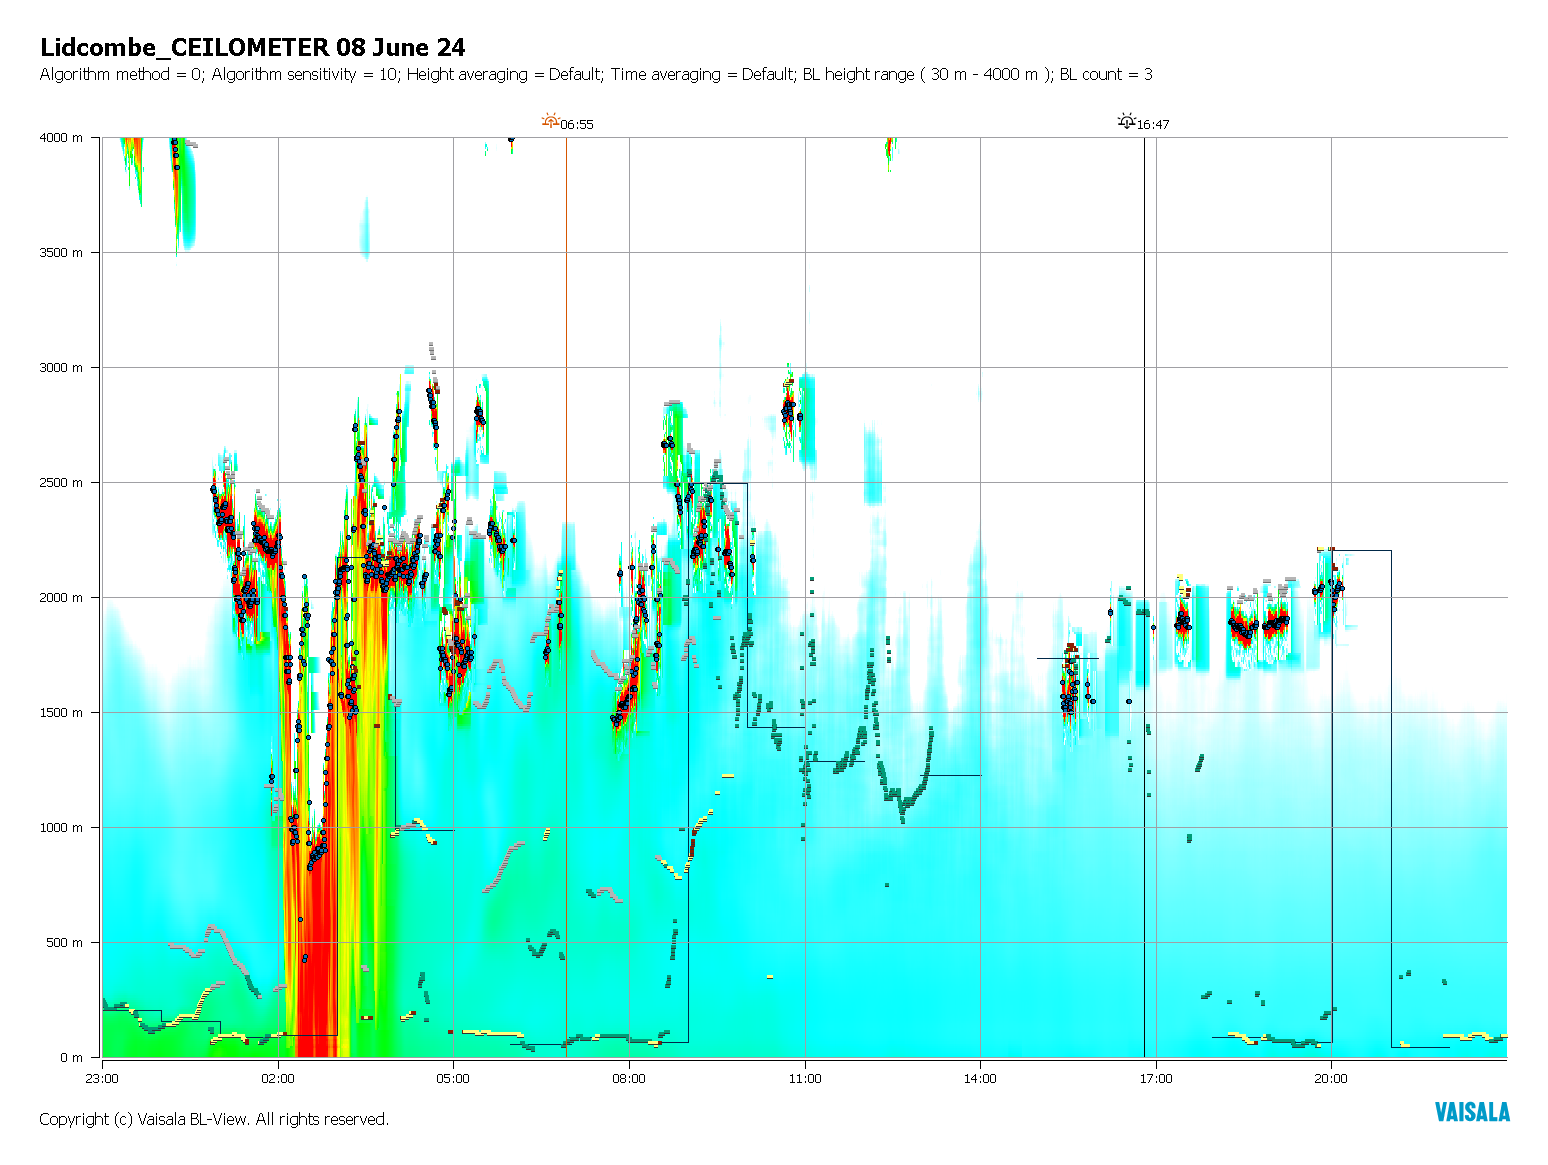 Lidcombe_CEILOMETER 08 June 24
Algorithm method = 0; Algorithm sensitivity = 10; Height averaging = Default; Time averaging = Default; BL height range ( 30 m - 4000 m ); BL count = 3
06:55
16:47
4000 m
3500 m
3000 m
2500 m
2000 m
1500 m
1000 m
500 m
0 m
23:00 02:00 05:00 08:00 11:00 14:00 17:00 20:00
Copyright (c) Vaisala BL-View. All rights reserved.
VAISALA